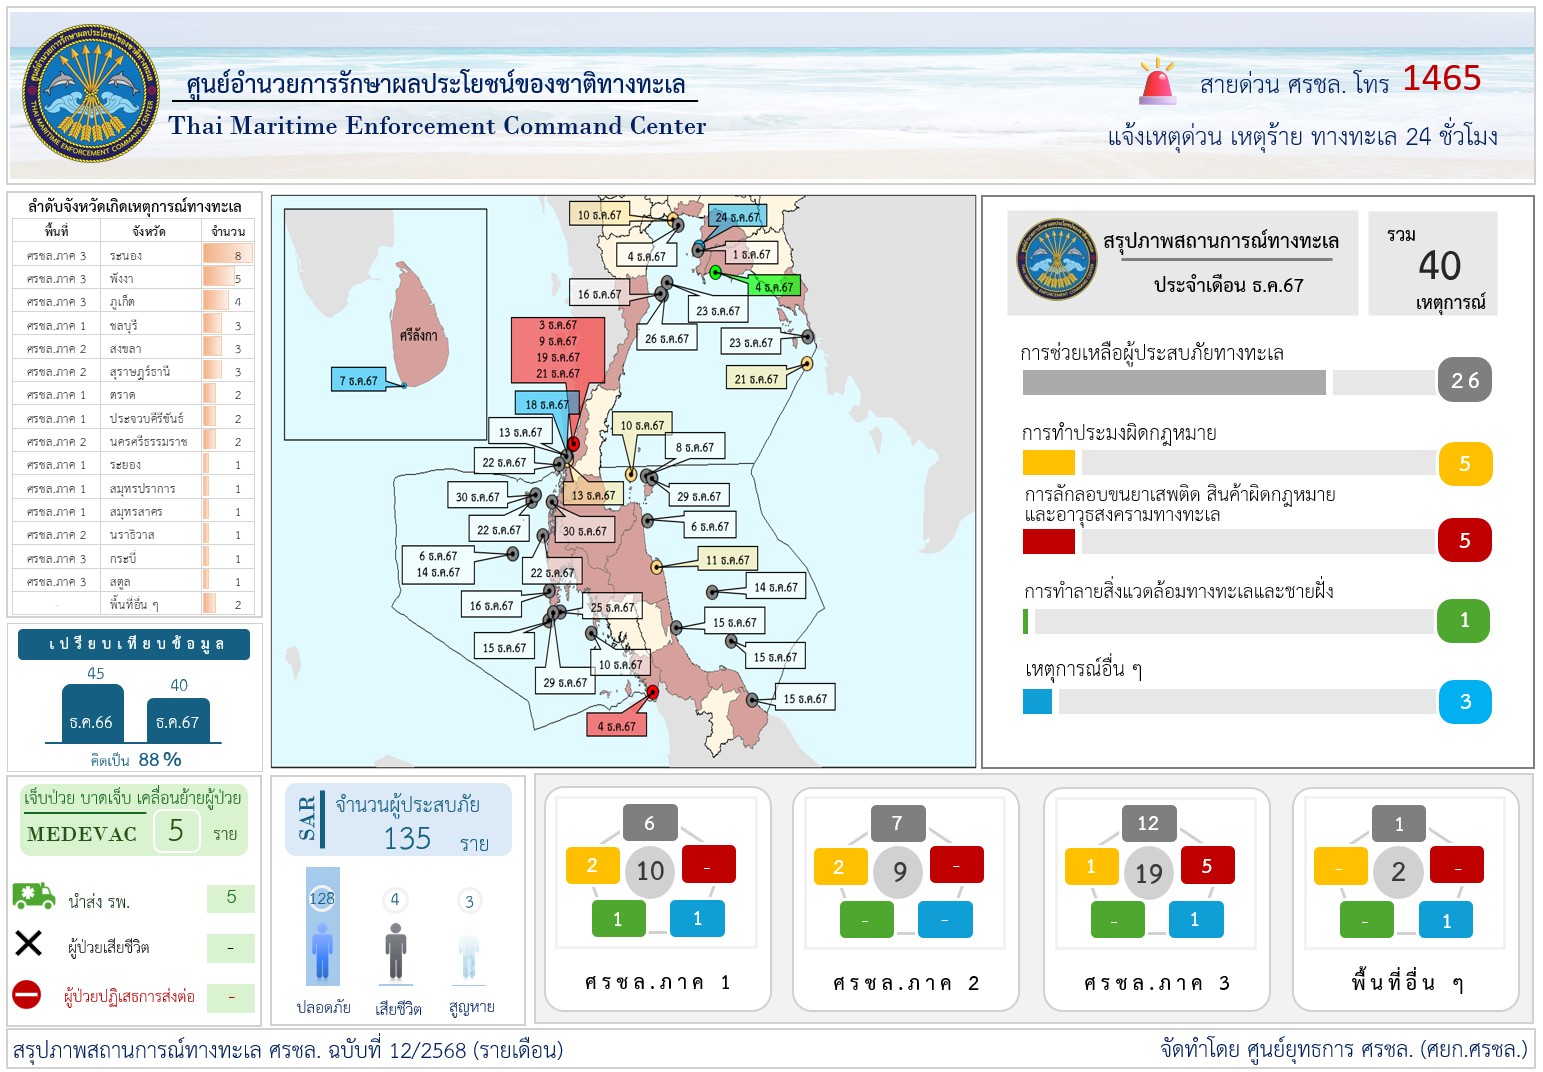 ศูนย์อำนวยการรักษาผลประโยชน์ของชาติทางทะเล
Thai Maritime Enforcement Command Center
สายด่วน ศรชล. โทร 1465
แจ้งเหตุด่วน เหตุร้าย ทางทะเล 24 ชั่วโมง
ลำดับจังหวัดเกิดเหตุการณ์ทางทะเล
พื้นที่ จังหวัด จำนวน
ศรชล.ภาค 3 ระนอง 8
ศรชล.ภาค 3 พังงา 5
ศรชล.ภาค 3 ภูเก็ต 4
ศรชล.ภาค 1 ชลบุรี 3
ศรชล.ภาค 2 สงขลา 3
ศรชล.ภาค 2 สุราษฎร์ธานี 3
ศรชล.ภาค 1 ตราด 2
ศรชล.ภาค 1 ประจวบคีรีขันธ์ 2
ศรชล.ภาค 2 นครศรีธรรมราช 2
ศรชล.ภาค 1 ระยอง 1
ศรชล.ภาค 1 สมุทรปราการ 1
ศรชล.ภาค 1 สมุทรสาคร 1
ศรชล.ภาค 2 นราธิวาส 1
ศรชล.ภาค 3 กระบี่ 1
ศรชล.ภาค 3 สตูล 1
พื้นที่อื่น ๆ 2
เปรียบเทียบข้อมูล
45
40
ธ.ค.66
ธ.ค.67
คิดเป็น 88 %
ศรีลังกา
7 ธ.ค.67
10 ธ.ค.67
24 ธ.ค.67
4 ธ.ค.67
1 ธ.ค.67
4 ธ.ค.67
16 ธ.ค.67
23 ธ.ค.67
26 ธ.ค.67
23 ธ.ค.67
21 ธ.ค.67
3 ธ.ค.67
9 ธ.ค.67
19 ธ.ค.67
21 ธ.ค.67
18 ธ.ค.67
13 ธ.ค.67
10 ธ.ค.67
8 ธ.ค.67
22 ธ.ค.67
13 ธ.ค.67
29 ธ.ค.67
30 ธ.ค.67
22 ธ.ค.67
30 ธ.ค.67
6 ธ.ค.67
6 ธ.ค.67
14 ธ.ค.67
22 ธ.ค.67
11 ธ.ค.67
14 ธ.ค.67
16 ธ.ค.67
25 ธ.ค.67
15 ธ.ค.67
15 ธ.ค.67
15 ธ.ค.67
10 ธ.ค.67
29 ธ.ค.67
15 ธ.ค.67
4 ธ.ค.67
สรุปภาพสถานการณ์ทางทะเล
ประจำเดือน ธ.ค.67
รวม
40
เหตุการณ์
การช่วยเหลือผู้ประสบภัยทางทะเล
26
การทำประมงผิดกฎหมาย
5
การลักลอบขนยาเสพติด สินค้าผิดกฎหมาย
และอาวุธสงครามทางทะเล
5
การทำลายสิ่งแวดล้อมทางทะเลและชายฝั่ง
1
เหตุการณ์อื่น ๆ
3
เจ็บป่วย บาดเจ็บ เคลื่อนย้ายผู้ป่วย
MEDEVAC 5 ราย
นำส่ง รพ. 5
ผู้ป่วยเสียชีวิต -
ผู้ป่วยปฏิเสธการส่งต่อ -
SAR
จำนวนผู้ประสบภัย
135 ราย
128 4 3
ปลอดภัย เสียชีวิต สูญหาย
6
2 10 -
1 1
ศรชล.ภาค 1
7
2 9 -
- -
ศรชล.ภาค 2
12
1 19 5
- 1
ศรชล.ภาค 3
1
- 2 -
- 1
พื้นที่อื่น ๆ
สรุปภาพสถานการณ์ทางทะเล ศรชล. ฉบับที่ 12/2568 (รายเดือน)
จัดทำโดย ศูนย์ยุทธการ ศรชล. (ศยก.ศรชล.)